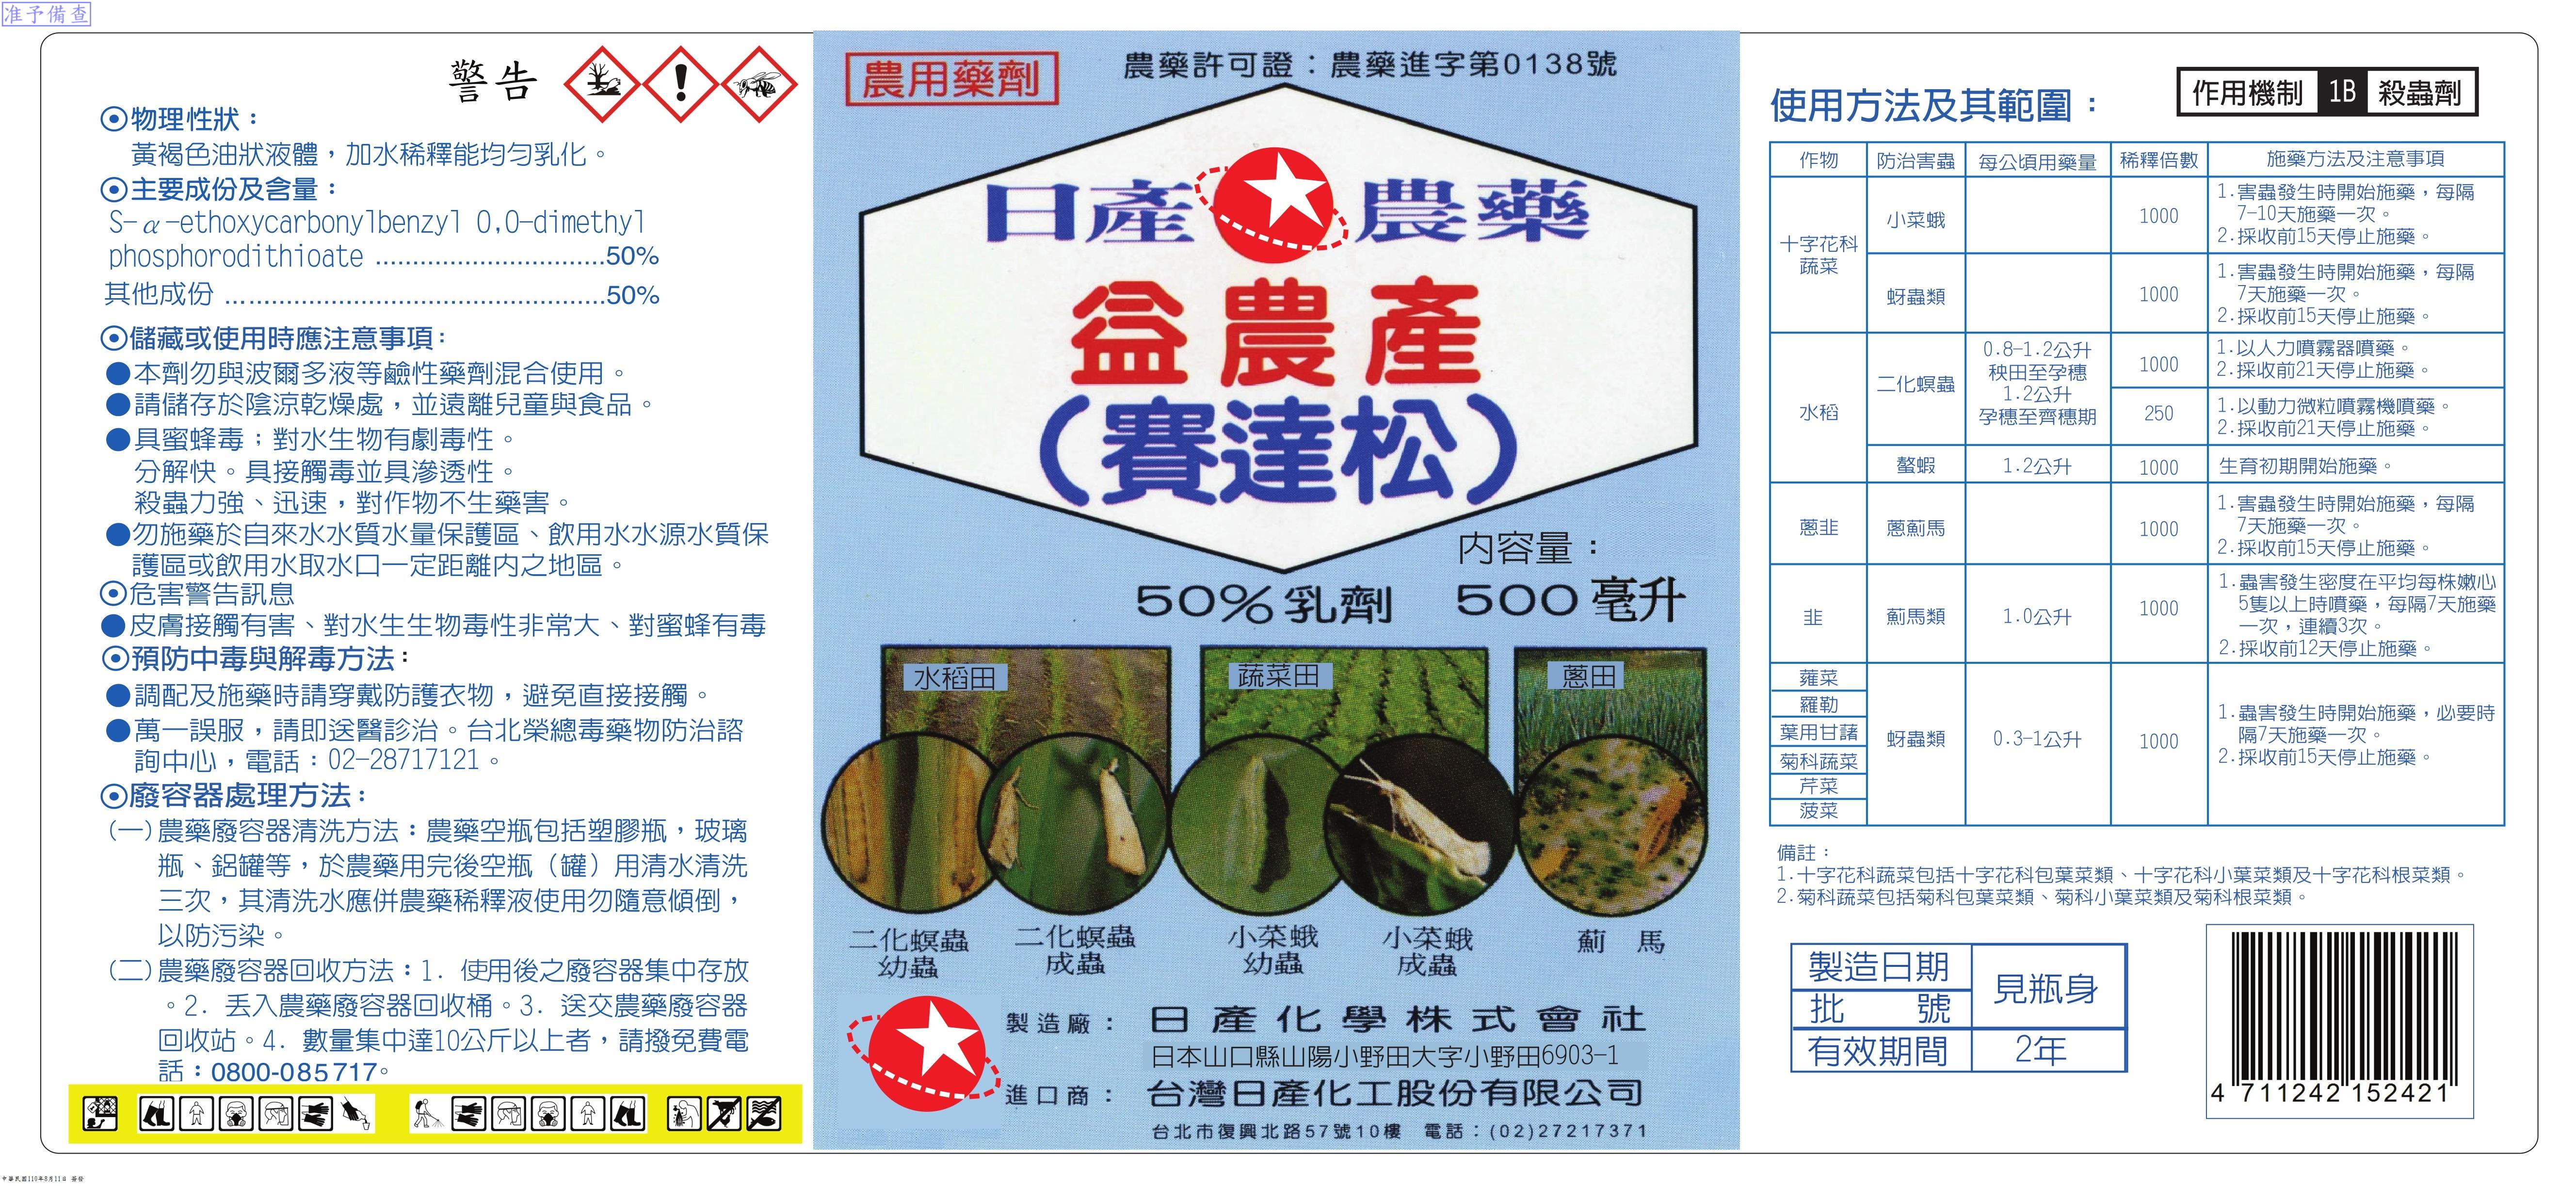 准予備查
警告
⊙物理性狀：
黃褐色油狀液體，加水稀釋能均勻乳化。
⊙主要成份及含量：
S-α-ethoxycarbonylbenzyl O,O-dimethyl
phosphorodithioate ...............................50%
其他成份 ..................................................50%
⊙儲藏或使用時應注意事項：
●本劑勿與波爾多液等鹼性藥劑混合使用。
●請儲存於陰涼乾燥處，並遠離兒童與食品。
●具蜜蜂毒；對水生物有劇毒性。
分解快。具接觸毒並具滲透性。
殺蟲力強、迅速，對作物不生藥害。
●勿施藥於自來水水質水量保護區、飲用水水源水質保
護區或飲用水取水口一定距離內之地區。
⊙危害警告訊息
●皮膚接觸有害、對水生生物毒性非常大、對蜜蜂有毒
⊙預防中毒與解毒方法：
●調配及施藥時請穿戴防護衣物，避免直接接觸。
●萬一誤服，請即送醫診治。台北榮總毒藥物防治諮
詢中心，電話：02-28717121。
⊙廢容器處理方法：
(一)農藥廢容器清洗方法：農藥空瓶包括塑膠瓶，玻璃
瓶、鋁罐等，於農藥用完後空瓶（罐）用清水清洗
三次，其清洗水應併農藥稀釋液使用勿隨意傾倒，
以防污染。
(二)農藥廢容器回收方法：1. 使用後之廢容器集中存放
。2. 丟入農藥廢容器回收桶。3. 送交農藥廢容器
回收站。4. 數量集中達10公斤以上者，請撥免費電
話：0800-085717。
農用藥劑
農藥許可證：農藥進字第0138號
日產 農藥
益農產
(賽達松)
內容量：
50%乳劑 500毫升
水稻田 蔬菜田 蔥田
二化螟蟲 二化螟蟲 小菜蛾 小菜蛾 薊 馬
幼蟲 成蟲 幼蟲 成蟲
製造廠： 日產化學株式會社
日本山口縣山陽小野田大字小野田6903-1
進口商： 台灣日產化工股份有限公司
台北市復興北路57號10樓 電話：(02)27217371
作用機制 1B 殺蟲劑
使用方法及其範圍：
作物 防治害蟲 每公頃用藥量 稀釋倍數 施藥方法及注意事項
十字花科
蔬菜
小菜蛾 1000
1.害蟲發生時開始施藥，每隔
7-10天施藥一次。
2.採收前15天停止施藥。
蚜蟲類 1000
1.害蟲發生時開始施藥，每隔
7天施藥一次。
2.採收前15天停止施藥。
水稻
二化螟蟲
0.8-1.2公升
秧田至孕穗
1.2公升
孕穗至齊穗期
1000
1.以人力噴霧器噴藥。
2.採收前21天停止施藥。
250
1.以動力微粒噴霧機噴藥。
2.採收前21天停止施藥。
螯蝦 1.2公升 1000 生育初期開始施藥。
蔥韭 蔥薊馬 1000
1.害蟲發生時開始施藥，每隔
7天施藥一次。
2.採收前15天停止施藥。
韭 薊馬類 1.0公升 1000
1.蟲害發生密度在平均每株嫩心
5隻以上時噴藥，每隔7天施藥
一次，連續3次。
2.採收前12天停止施藥。
蕹菜
羅勒
葉用甘藷
菊科蔬菜
芹菜
菠菜
蚜蟲類 0.3-1公升 1000
1.蟲害發生時開始施藥，必要時
隔7天施藥一次。
2.採收前15天停止施藥。
備註：
1.十字花科蔬菜包括十字花科包葉菜類、十字花科小葉菜類及十字花科根菜類。
2.菊科蔬菜包括菊科包葉菜類、菊科小葉菜類及菊科根菜類。
製造日期
批 號
見瓶身
有效期間 2年
4 711242 152421
中華民國110年8月11日 簽發